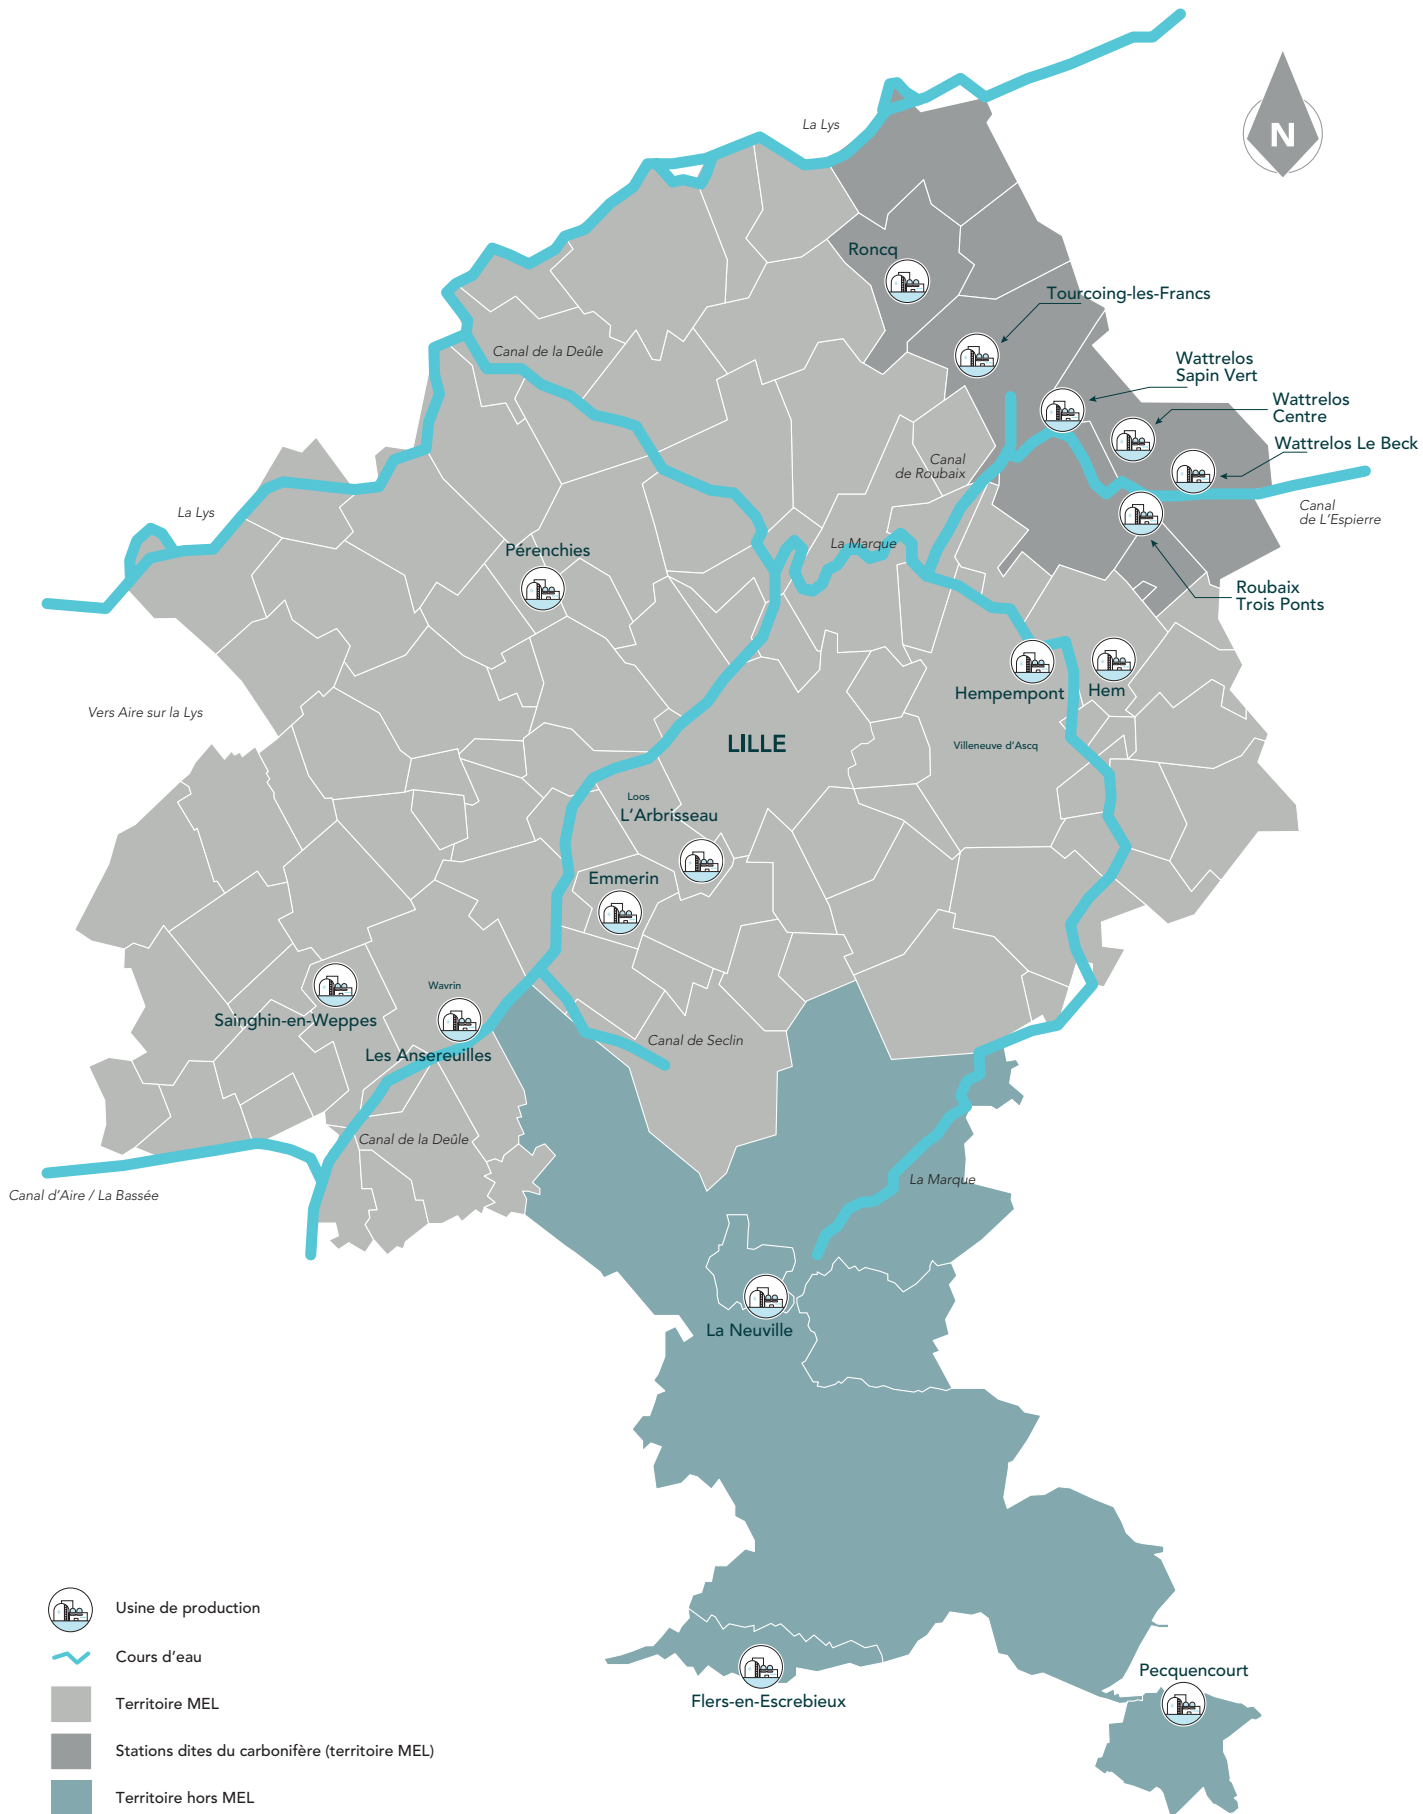 La Lys
N
Roncq
Tourcoing-les-Francs
Canal de la Deûle
Wattrelos
Sapin Vert
Wattrelos
Centre
Wattrelos Le Beck
Canal
de Roubaix
La Lys
Canal
de L'Espierre
La Marque
Pérenchies
Roubaix
Trois Ponts
Hempempont
Hem
Vers Aire sur la Lys
LILLE
Villeneuve d'Ascq
Loos
L'Arbrisseau
Emmerin
Wavrin
Sainghin-en-Weppes
Les Ansereuilles
Canal de Seclin
Canal de la Deûle
La Marque
Canal d'Aire / La Bassée
La Neuville
Flers-en-Escrebieux
Pecquencourt
Usine de production
Cours d'eau
Territoire MEL
Stations dites du carbonifère (territoire MEL)
Territoire hors MEL